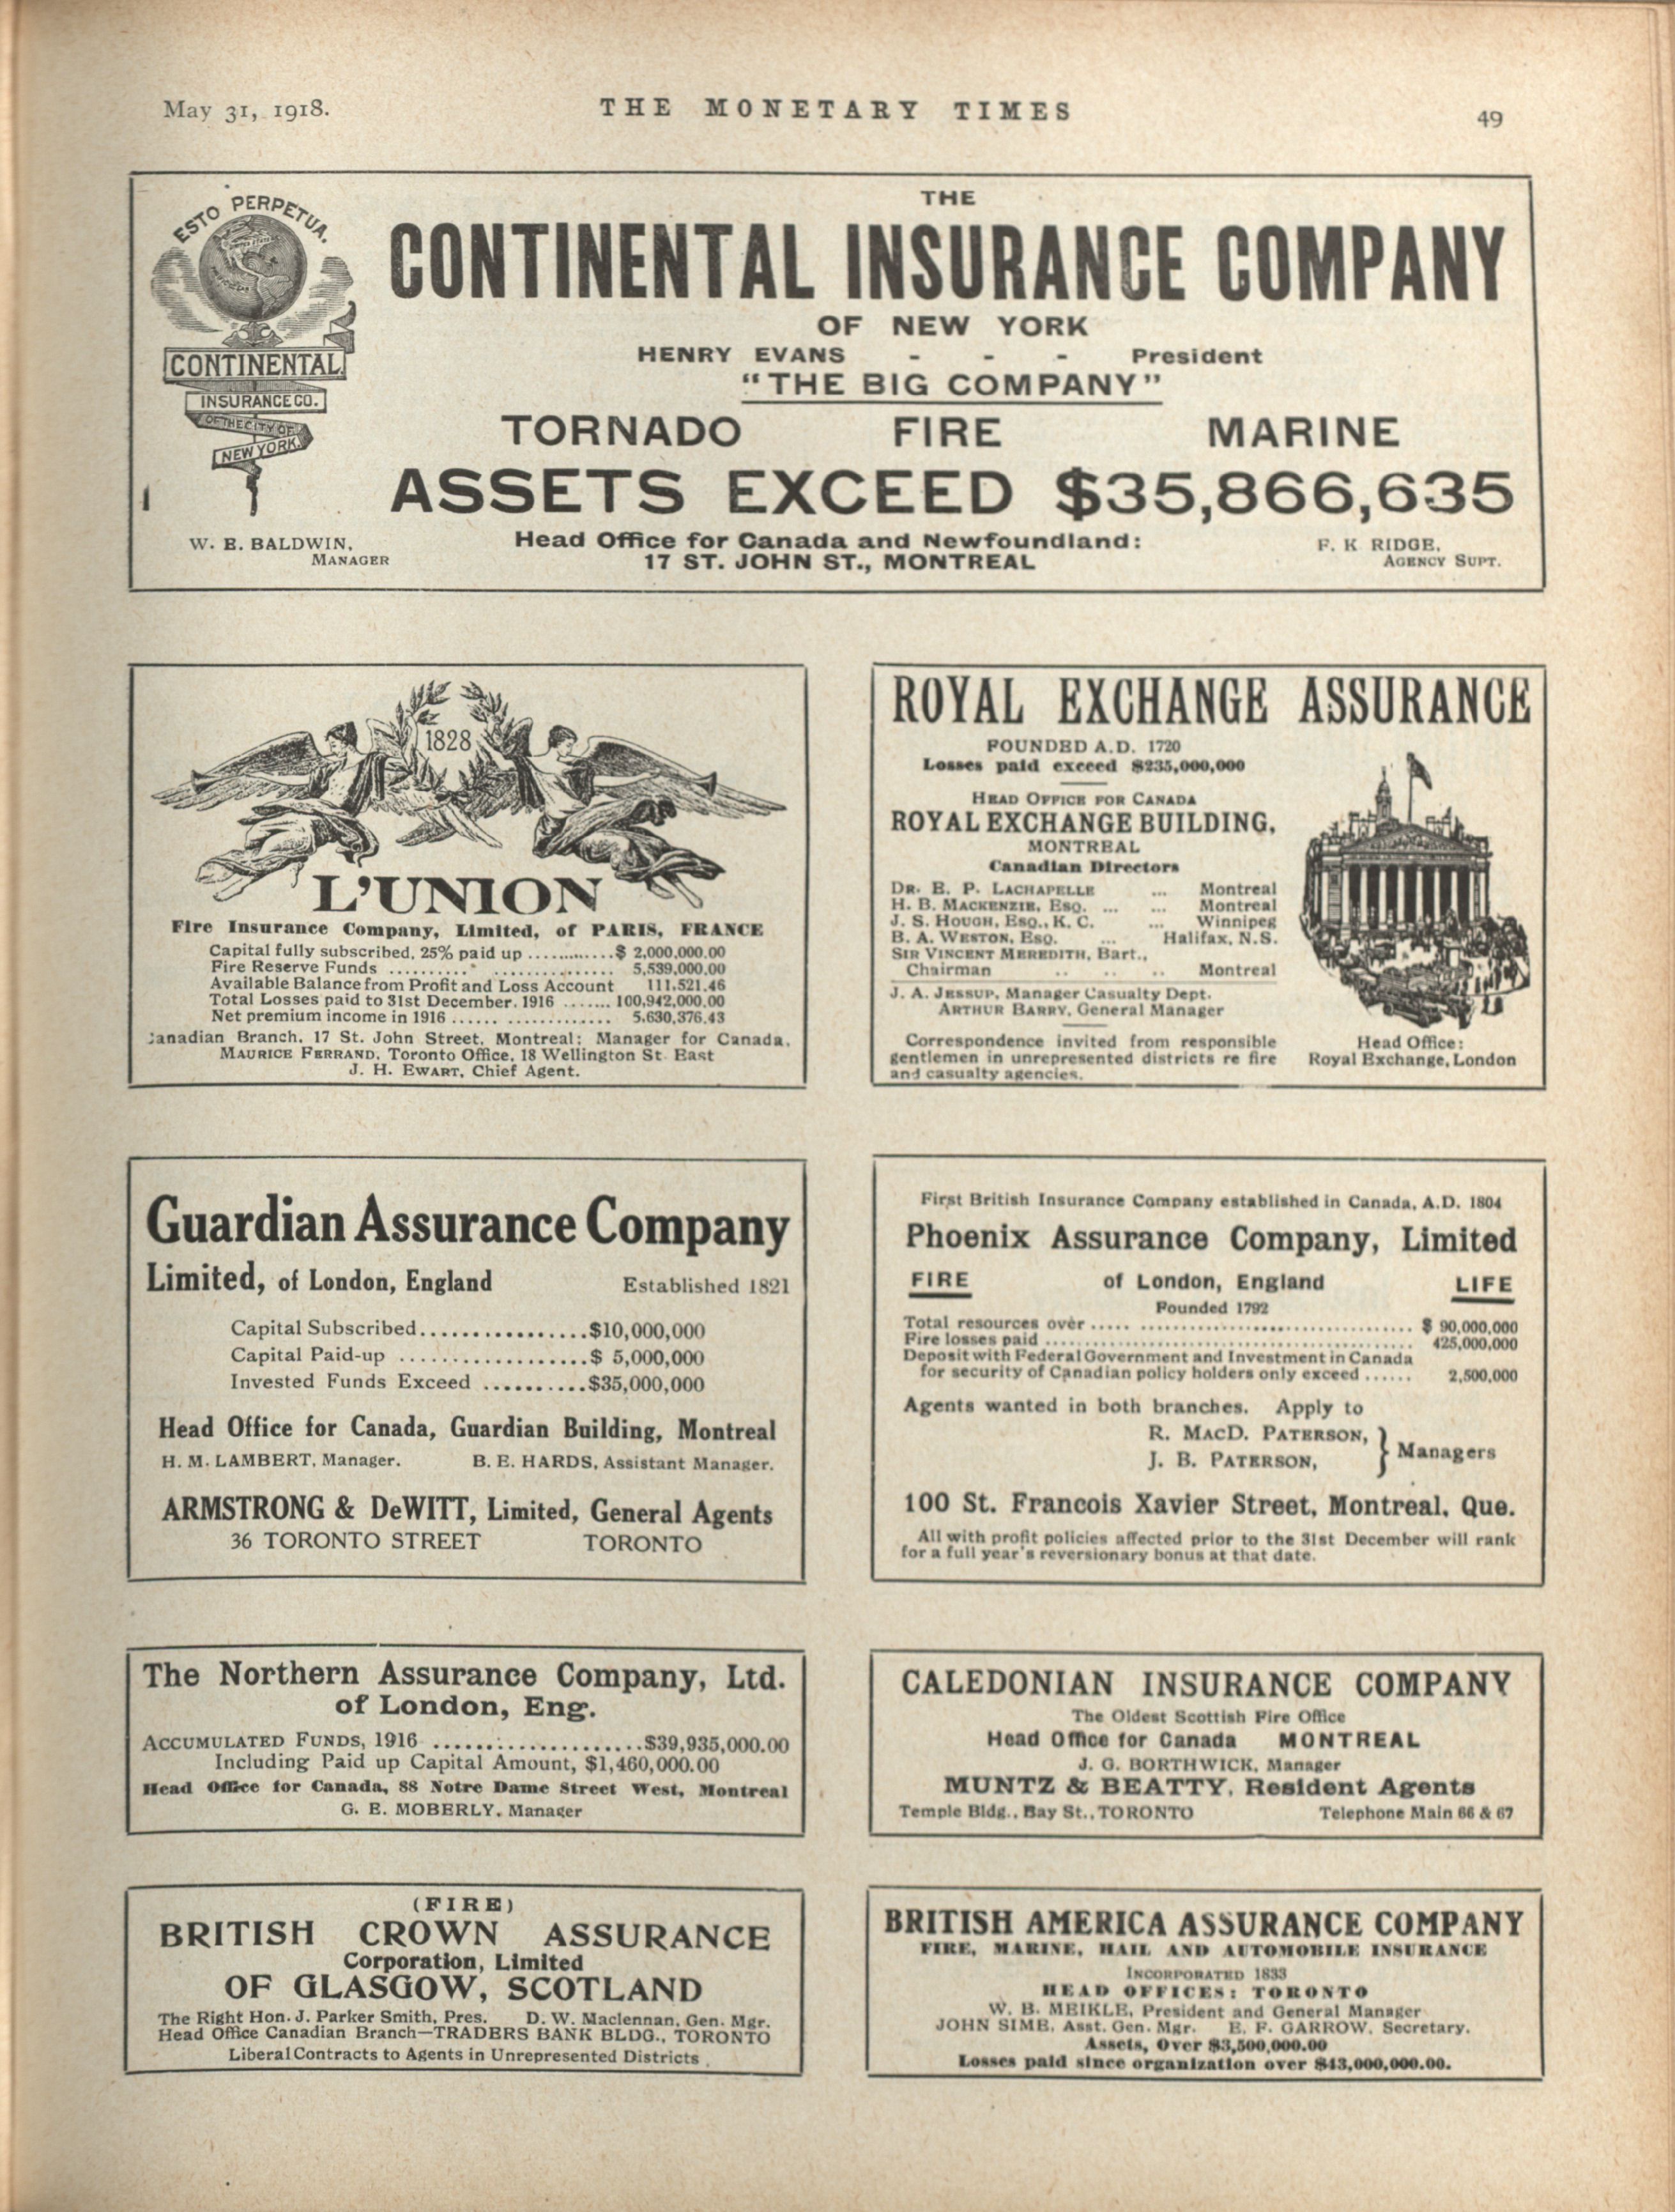 May 31, 1918.
THE MONETARY TIMES
49
ESTO PERPETUA.
CONTINENTAL
INSURANCE CO.
OF THE CITY OF
NEW YORK.
THE
CONTINENTAL INSURANCE COMPANY
OF NEW YORK
HENRY EVANS - - - President
"THE BIG COMPANY"
TORNADO FIRE MARINE
ASSETS EXCEED $35,866,635
W. E. BALDWIN,
MANAGER
Head Office for Canada and Newfoundland:
17 ST. JOHN ST., MONTREAL
F. K RIDGE,
AGENCY SUPT.
1828
L'UNION
Fire Insurance Company, Limited, of PARIS, FRANCE
Capital fully subscribed, 25% paid up ............$ 2,000,000.00
Fire Reserve Funds .......... .............. 5,539,000.00
Available Balance from Profit and Loss Account 111,521.46
Total Losses paid to 31st December, 1916 ....... 100,942,000.00
Net premium income in 1916 ...... ............. 5,630,376.43
Canadian Branch, 17 St. John Street, Montreal; Manager for Canada,
MAURICE FERRAND, Toronto Office, 18 Wellington St. East
J. H. EWART, Chief Agent.
ROYAL EXCHANGE ASSURANCE
FOUNDED A.D. 1720
Losses paid exceed $235,000,000
HEAD OFFICE FOR CANADA
ROYAL EXCHANGE BUILDING,
MONTREAL
Canadian Directors
DR. E. P. LACHAPELLE ... Montreal
H. B. MACKENZIE, ESQ. ... ... Montreal
J. S. HOUGH, ESQ., K. C. ... Winnipeg
B. A. WESTON, ESQ. ... Halifax, N.S.
SIR VINCENT MEREDITH, Bart.,
Chairman .. .. .. Montreal
J. A. JESSUP, Manager Casualty Dept.
ARTHUR BARRY, General Manager
Correspondence invited from responsible
gentlemen in unrepresented districts re fire
and casualty agencies.
Head Office:
Royal Exchange, London
Guardian Assurance Company
Limited, of London, England Established 1821
Capital Subscribed................$10,000,000
Capital Paid-up ..................$ 5,000,000
Invested Funds Exceed ..........$35,000,000
Head Office for Canada, Guardian Building, Montreal
H. M. LAMBERT, Manager. B. E. HARDS, Assistant Manager.
ARMSTRONG & DeWITT, Limited, General Agents
36 TORONTO STREET TORONTO
First British Insurance Company established in Canada, A.D. 1804
Phoenix Assurance Company, Limited
FIRE of London, England LIFE
Founded 1792
Total resources over ..... .................................. $ 90,000,000
Fire losses paid ............................................... 425,000,000
Deposit with Federal Government and Investment in Canada
for security of Canadian policy holders only exceed ...... 2,500,000
Agents wanted in both branches. Apply to
R. MACD. PATERSON,
J. B. PATERSON,
} Managers
100 St. Francois Xavier Street, Montreal, Que.
All with profit policies affected prior to the 31st December will rank
for a full year's reversionary bonus at that date.
The Northern Assurance Company, Ltd.
of London, Eng.
ACCUMULATED FUNDS, 1916 .....................$39,935,000.00
Including Paid up Capital Amount, $1,460,000.00
Head Office for Canada, 88 Notre Dame Street West, Montreal
G. E. MOBERLY, Manager
CALEDONIAN INSURANCE COMPANY
The Oldest Scottish Fire Office
Head Office for Canada MONTREAL
J. G. BORTHWICK, Manager
MUNTZ & BEATTY, Resident Agents
Temple Bldg., Bay St., TORONTO Telephone Main 66 & 67
(FIRE)
BRITISH CROWN ASSURANCE
Corporation, Limited
OF GLASGOW, SCOTLAND
The Right Hon. J. Parker Smith, Pres. D. W. Maclennan, Gen. Mgr.
Head Office Canadian Branch—TRADERS BANK BLDG., TORONTO
Liberal Contracts to Agents in Unrepresented Districts
BRITISH AMERICA ASSURANCE COMPANY
FIRE, MARINE, HAIL AND AUTOMOBILE INSURANCE
INCORPORATED 1833
HEAD OFFICES: TORONTO
W. B. MEIKLE, President and General Manager
JOHN SIME, Asst. Gen. Mgr. E. F. GARROW, Secretary.
Assets, Over $3,500,000.00
Losses paid since organization over $43,000,000.00.